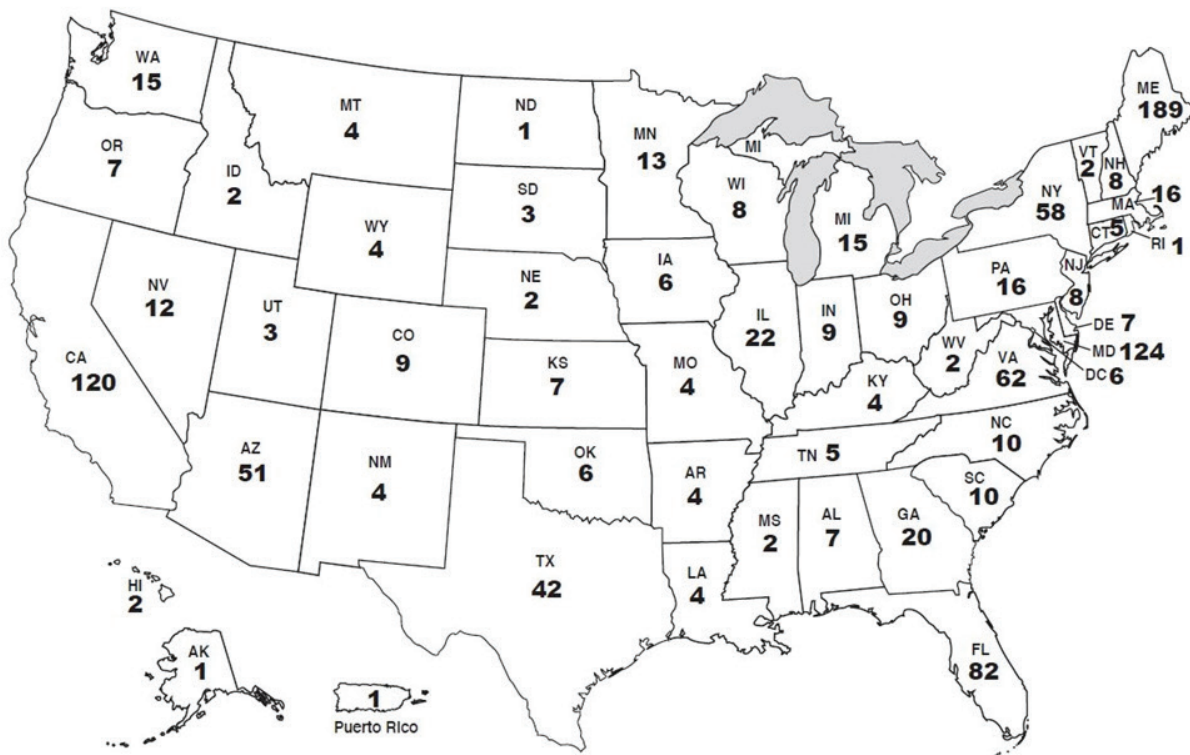 WA
15
MT
4
ND
1
MN
13
ME
189
OR
7
ID
2
SD
3
WI
8
MI
MI
15
VT
2
NH
8
NY
58
MA
16
CT
5
RI 1
WY
4
IA
6
NE
2
PA
16
NJ
8
NV
12
UT
3
CO
9
IL
22
IN
9
OH
9
DE 7
MD 124
DC 6
WV
2
VA
62
CA
120
KS
7
MO
4
KY
4
NC
10
TN 5
AZ
51
NM
4
OK
6
AR
4
SC
10
MS
2
AL
7
GA
20
TX
42
LA
4
HI
2
FL
82
AK
1
1
Puerto Rico